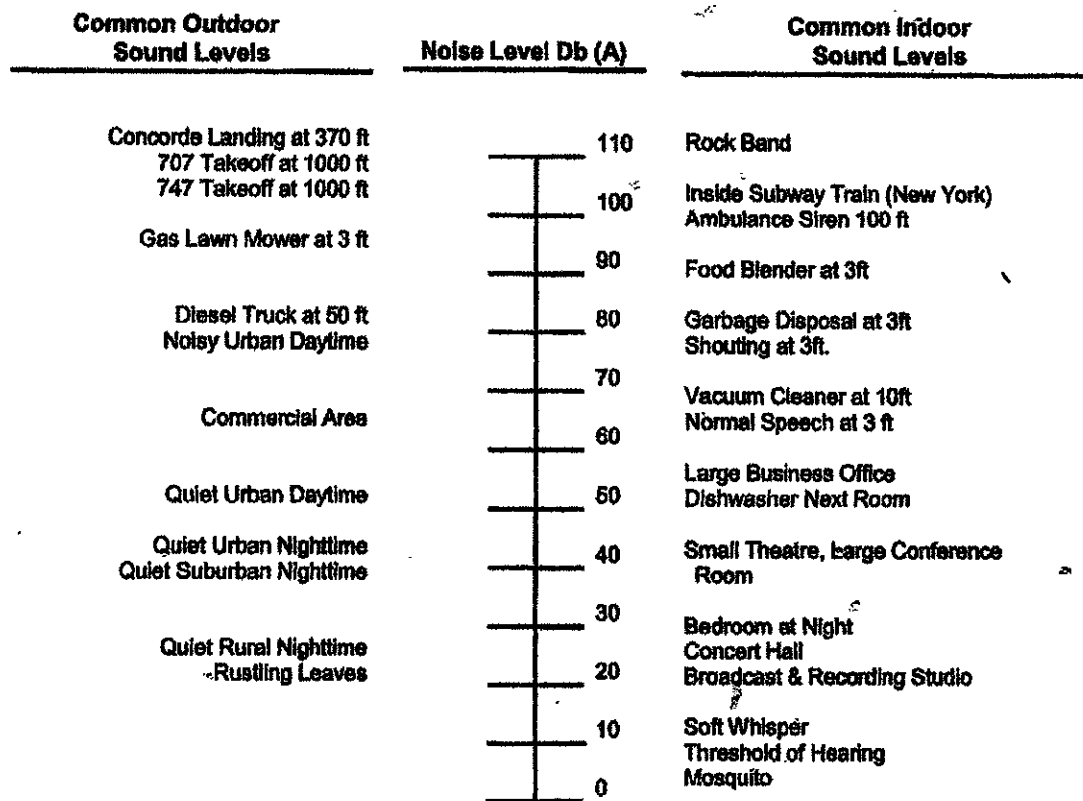 Common Outdoor
Sound Levels
Noise Level Db (A)
Common Indoor
Sound Levels
Concorde Landing at 370 ft
707 Takeoff at 1000 ft
747 Takeoff at 1000 ft
110
Rock Band
100
Inside Subway Train (New York)
Ambulance Siren 100 ft
Gas Lawn Mower at 3 ft
90
Food Blender at 3ft
Diesel Truck at 50 ft
Noisy Urban Daytime
80
Garbage Disposal at 3ft
Shouting at 3ft.
70
Vacuum Cleaner at 10ft
Normal Speech at 3 ft
Commercial Area
60
Large Business Office
Dishwasher Next Room
Quiet Urban Daytime
50
Quiet Urban Nighttime
Quiet Suburban Nighttime
40
Small Theatre, Large Conference
Room
30
Bedroom at Night
Concert Hall
Broadcast & Recording Studio
Quiet Rural Nighttime
Rustling Leaves
20
10
Soft Whisper
Threshold of Hearing
Mosquito
0